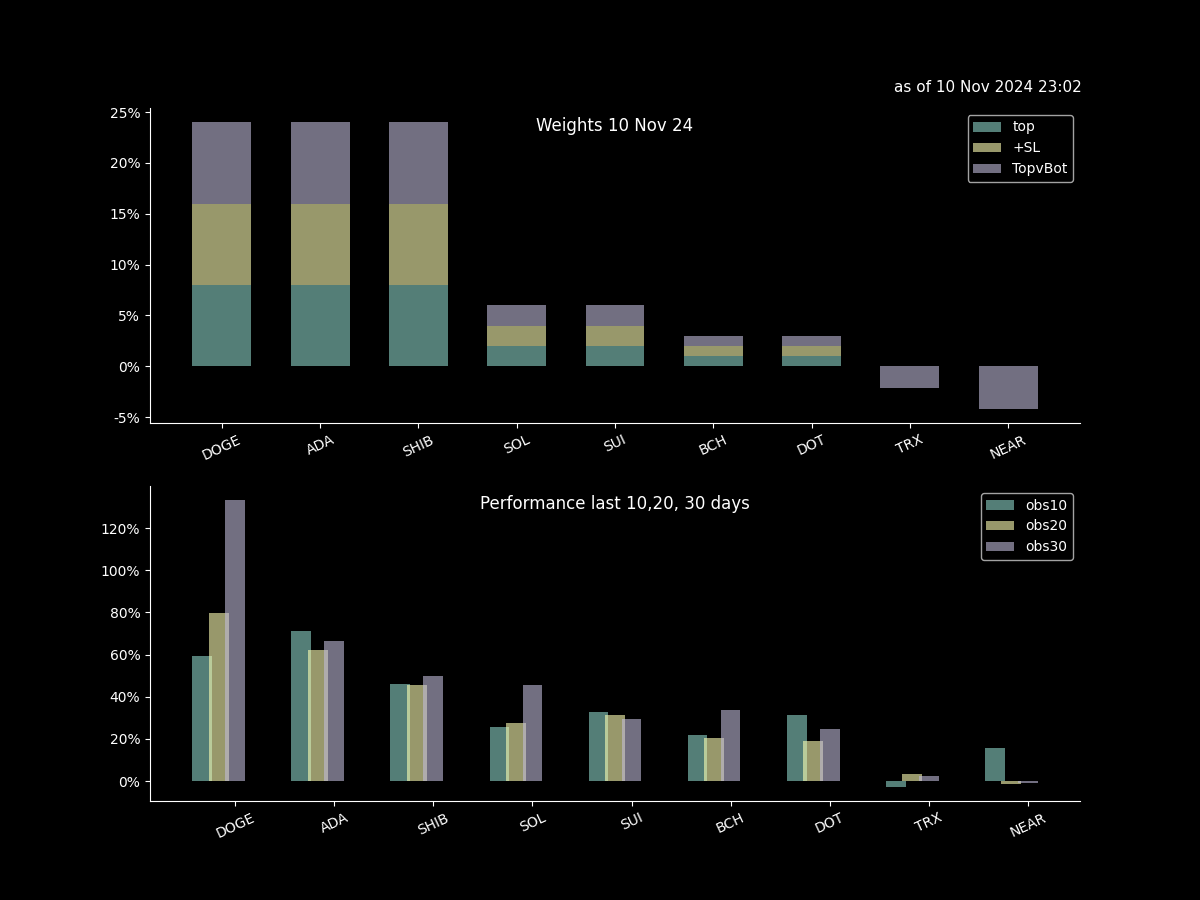 as of 10 Nov 2024 23:02
Weights 10 Nov 24
top
+SL
TopvBot
25%
20%
15%
10%
5%
0%
-5%
DOGE ADA SHIB SOL SUI BCH DOT TRX NEAR
Performance last 10,20, 30 days
obs10
obs20
obs30
120%
100%
80%
60%
40%
20%
0%
DOGE ADA SHIB SOL SUI BCH DOT TRX NEAR